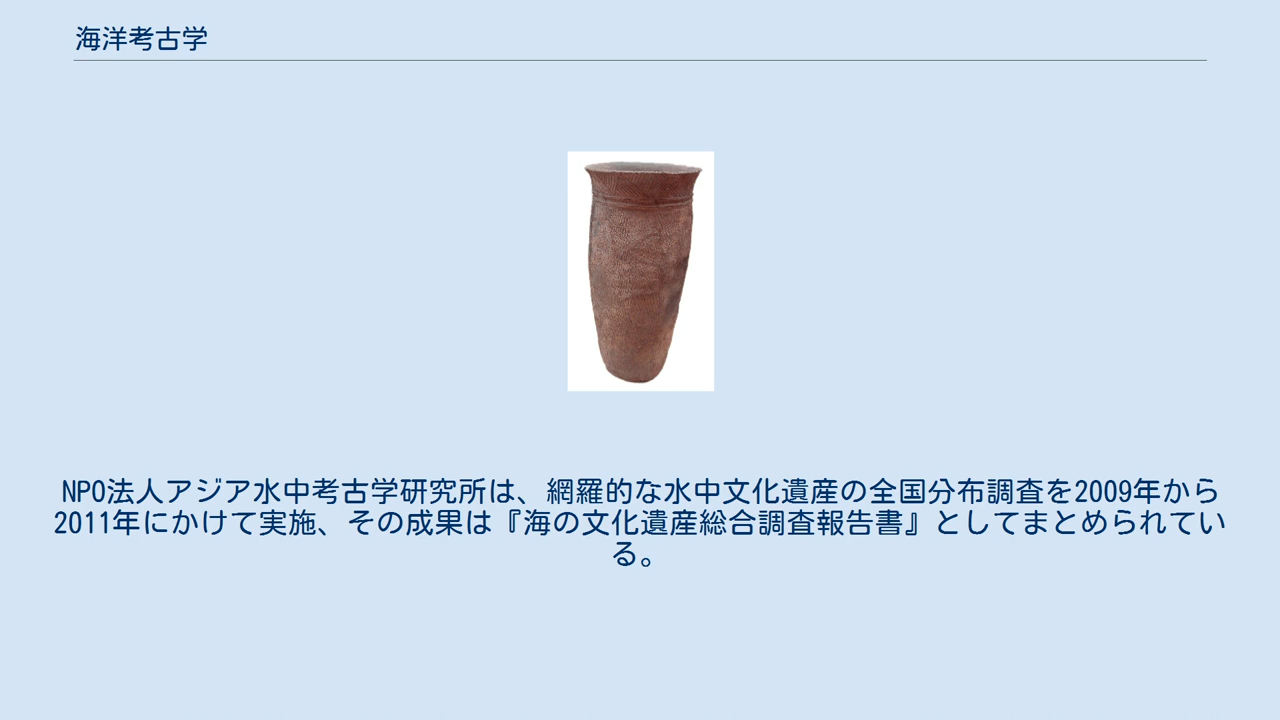 海洋考古学
NPO法人アジア水中考古学研究所は、網羅的な水中文化遺産の全国分布調査を2009年から
2011年にかけて実施、その成果は『海の文化遺産総合調査報告書』としてまとめられてい
る。